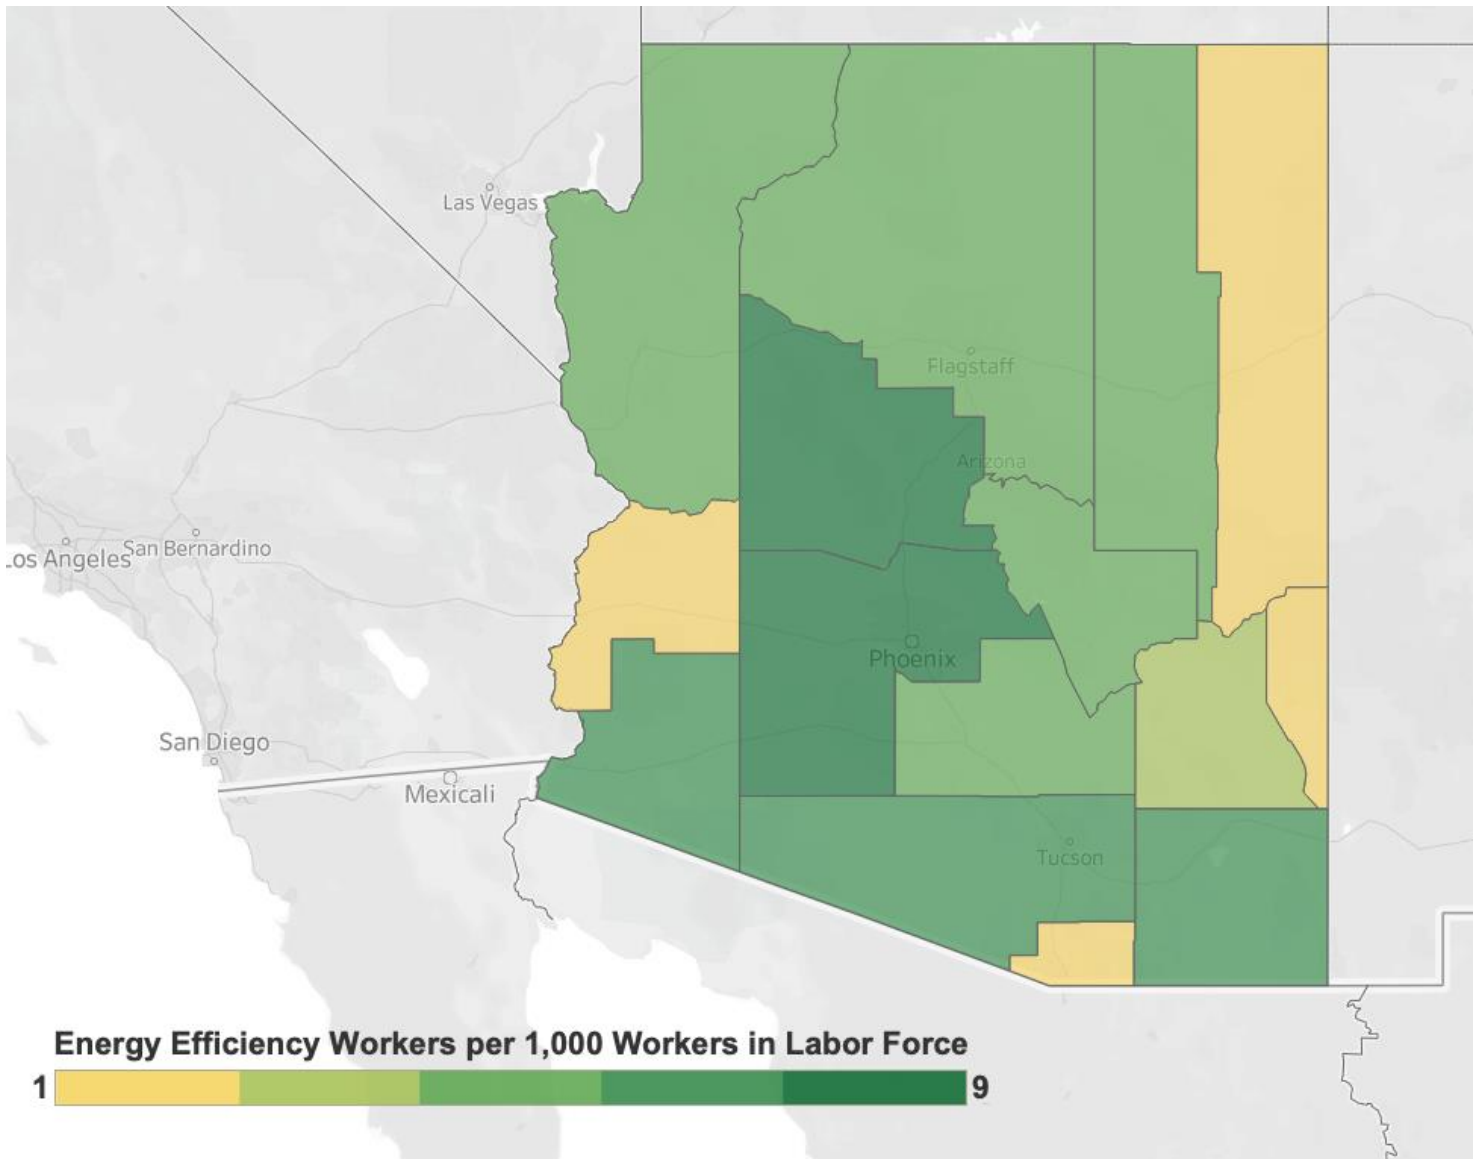 Las Vegas
Flagstaff
Arizona
Los Angeles
San Bernardino
Phoenix
San Diego
Mexicali
Tucson
Energy Efficiency Workers per 1,000 Workers in Labor Force
1 9